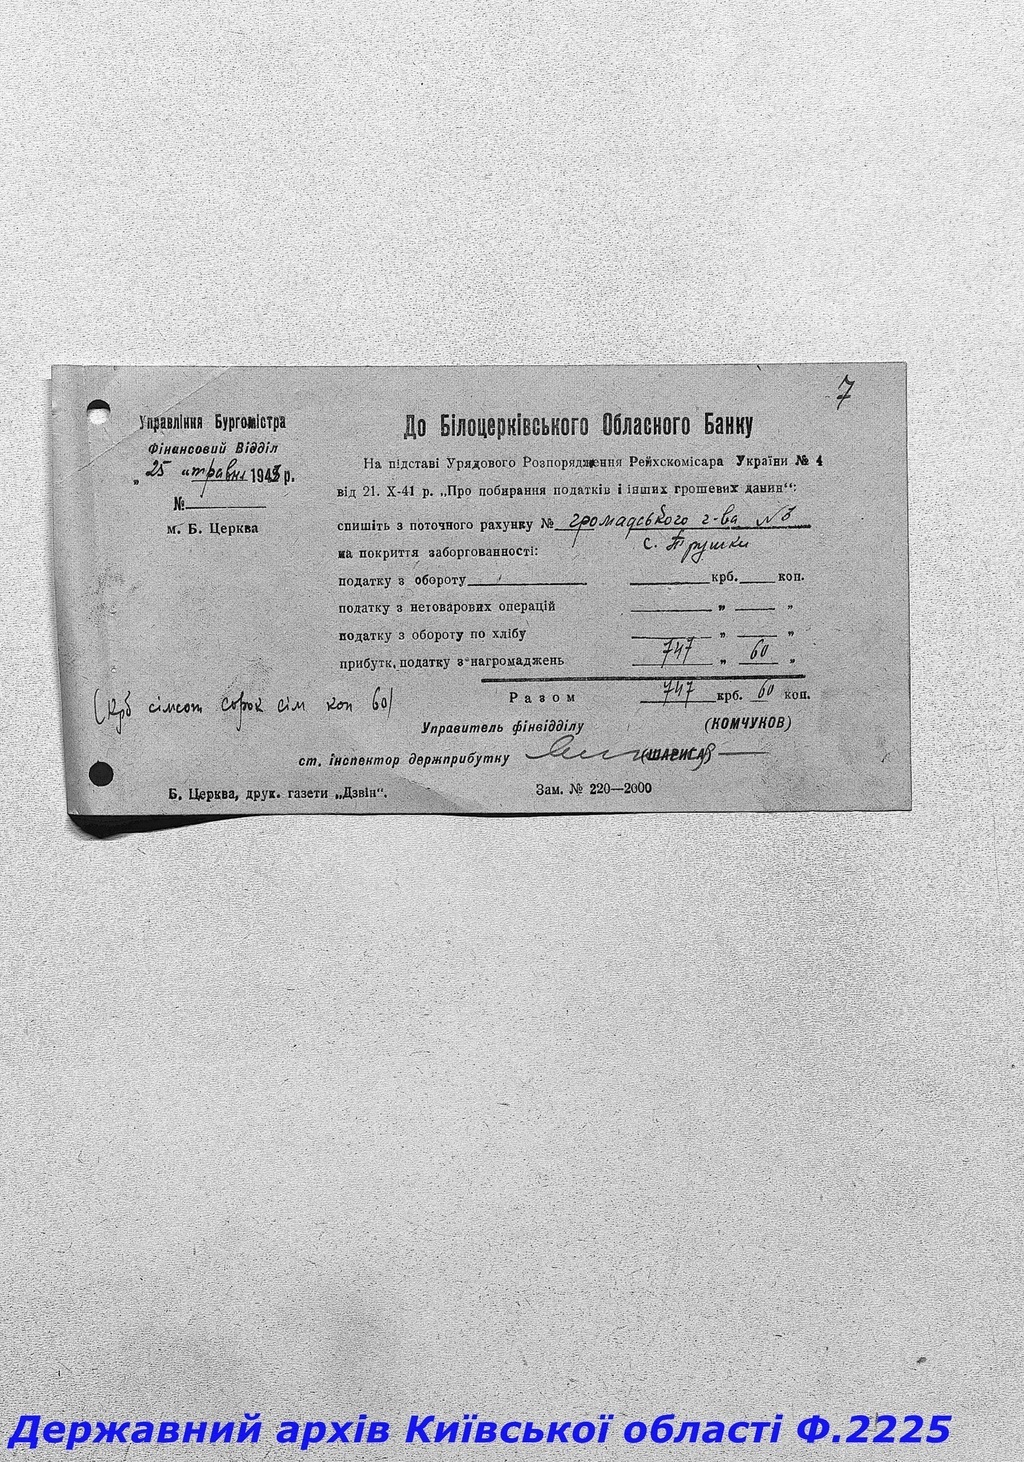 7
Управління Бургомістра
Фінансовий Відділ
„ 25 " травня 1943 р.
№
м. Б. Церква
До Білоцерківського Обласного Банку
На підставі Урядового Розпорядження Рейхскомісара України № 4
від 21. X-41 р. „Про побирання податків і інших грошевих данин“:
спишіть з поточного рахунку № громадського г-ва №
с. Трушки
на покриття заборгованності:
податку з обороту крб. коп.
податку з нетоварових операцій „ „
податку з обороту по хлібу „ „
прибутк. податку з нагромаджень 747 „ 60 „
Разом 747 крб. 60 коп.
(крб сімсот сорок сім коп 60)
Управитель фінвідділу (КОМЧУКОВ)
ст. інспектор держприбутку (ШАРИСА)
Б. Церква, друк. газети „Дзвін“. Зам. № 220—2000
Державний архів Київської області Ф.2225